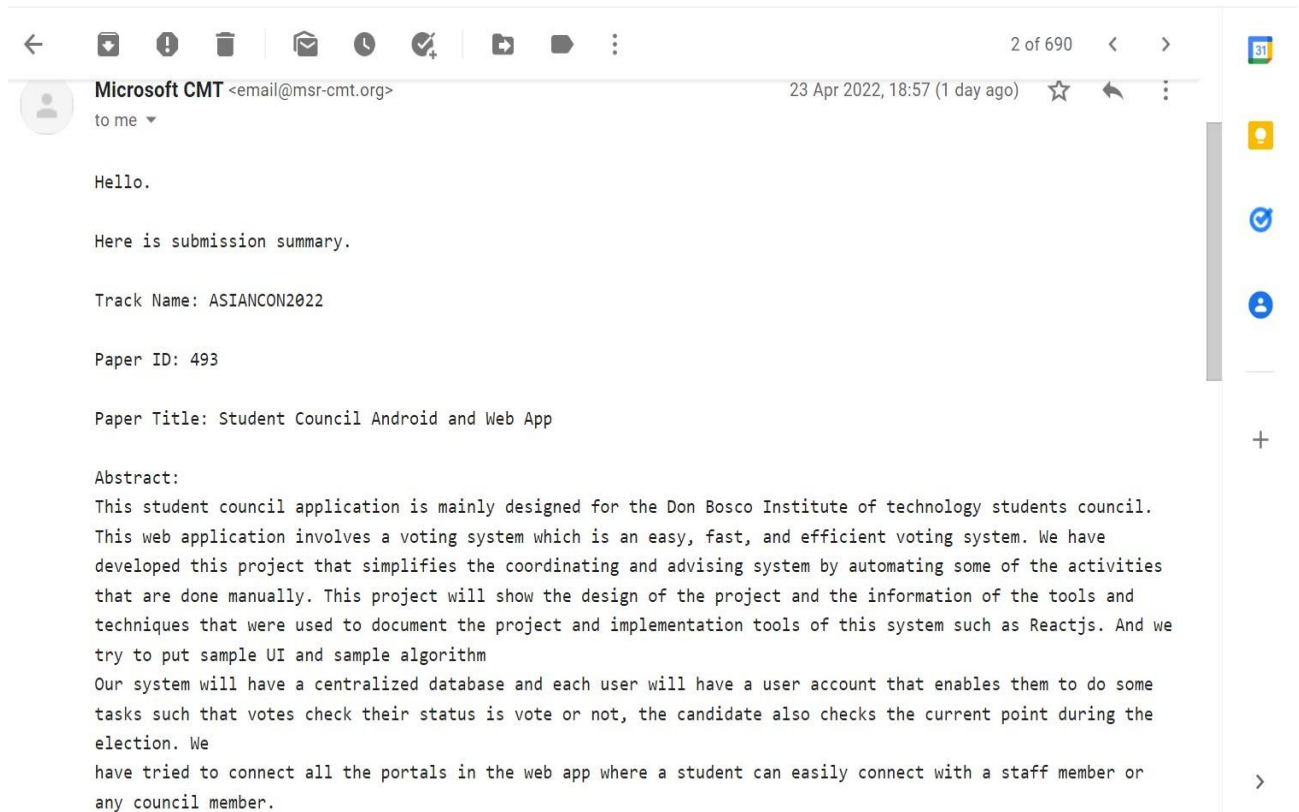 2 of 690
31
Microsoft CMT <email@msr-cmt.org>
23 Apr 2022, 18:57 (1 day ago)
to me
Hello.
Here is submission summary.
Track Name: ASIANCON2022
Paper ID: 493
Paper Title: Student Council Android and Web App
Abstract:
This student council application is mainly designed for the Don Bosco Institute of technology students council.
This web application involves a voting system which is an easy, fast, and efficient voting system. We have
developed this project that simplifies the coordinating and advising system by automating some of the activities
that are done manually. This project will show the design of the project and the information of the tools and
techniques that were used to document the project and implementation tools of this system such as Reactjs. And we
try to put sample UI and sample algorithm
Our system will have a centralized database and each user will have a user account that enables them to do some
tasks such that votes check their status is vote or not, the candidate also checks the current point during the
election. We
have tried to connect all the portals in the web app where a student can easily connect with a staff member or
any council member.